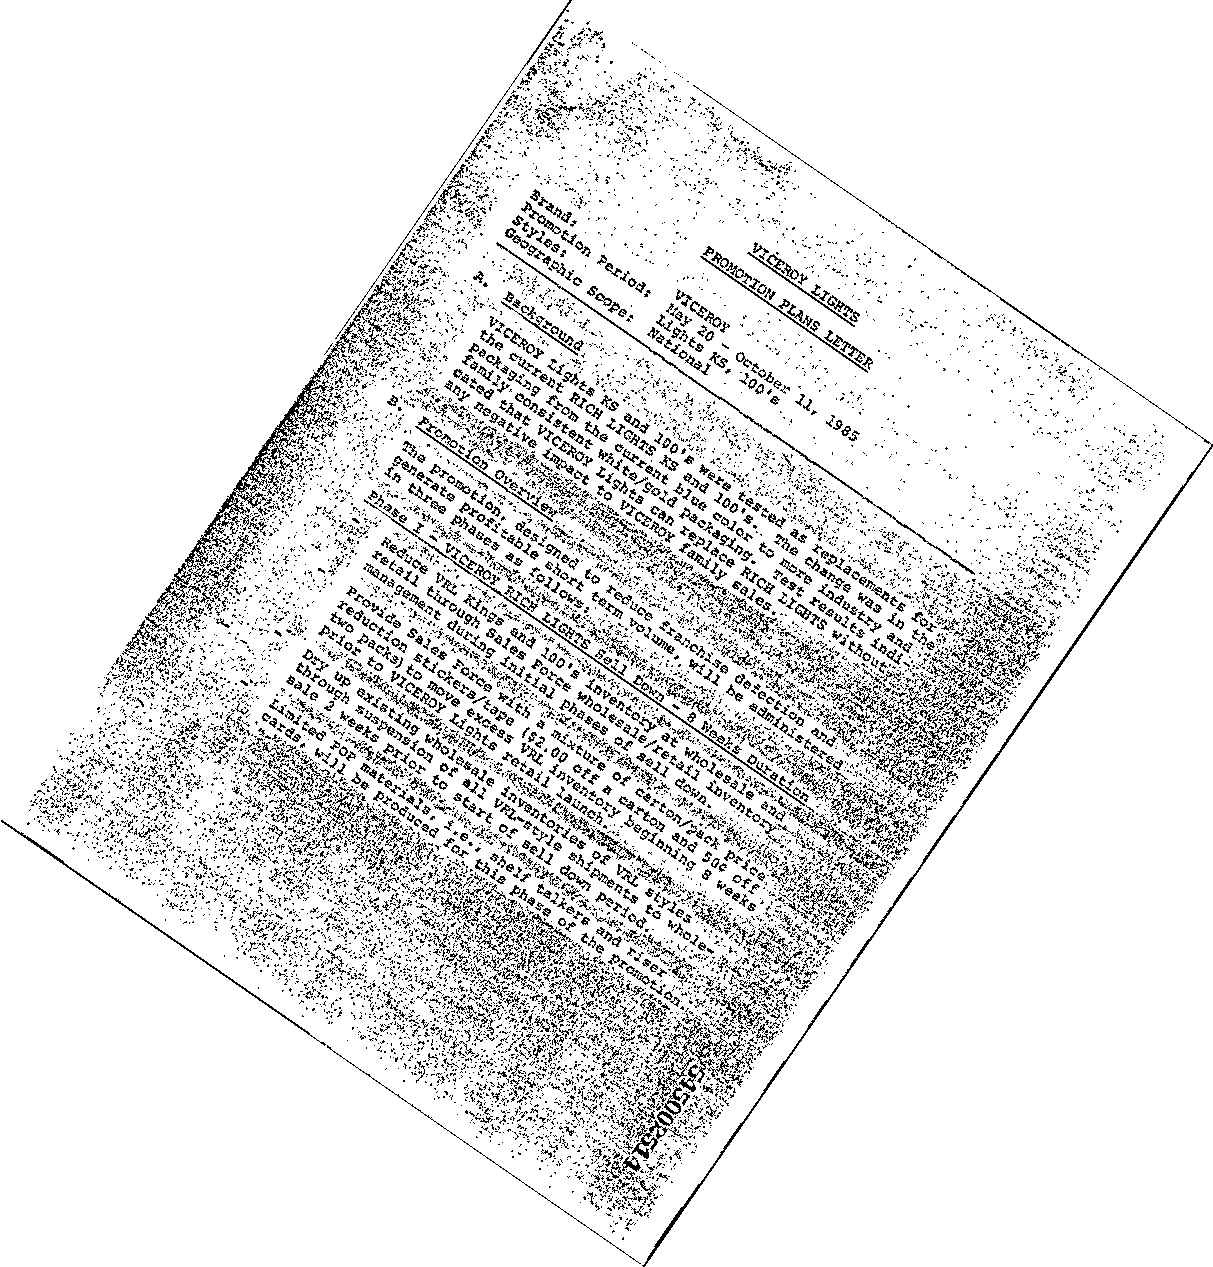 VICEROY LIGHTS
PROMOTION PLANS LETTER
Brand: VICEROY
Promotion Period: May 20 - October 11, 1985
Styles: Lights KS, 100's
Geographic Scope: National
A. Background
VICEROY Lights KS and 100's were tested as replacements for
the current RICH LIGHTS KS and 100's. The change was in the
packaging from the current blue color to more industry and
family consistent white/gold packaging. Test results indi-
cated that VICEROY Lights can replace RICH LIGHTS without
any negative impact to VICEROY family sales.
B. Promotion Overview
The promotion, designed to reduce franchise defection and
generate profitable short term volume, will be administered
in three phases as follows:
Phase I - VICEROY RICH LIGHTS Sell Down - 8 Weeks Duration
- Reduce VRL Kings and 100's inventory at wholesale and
retail through Sales Force wholesale/retail inventory
management during initial phases of sell down.
- Provide Sales Force with a mixture of carton/pack price
reduction stickers/tape ($2.00 off a carton and 50¢ off
two packs) to move excess VRL inventory beginning 8 weeks
prior to VICEROY Lights retail launch.
- Dry up existing wholesale inventories of VRL styles
through suspension of all VRL style shipments to whole-
sale 2 weeks prior to start of sell down period.
- Limited POP materials, i.e., shelf talkers and riser
cards, will be produced for this phase of the promotion.